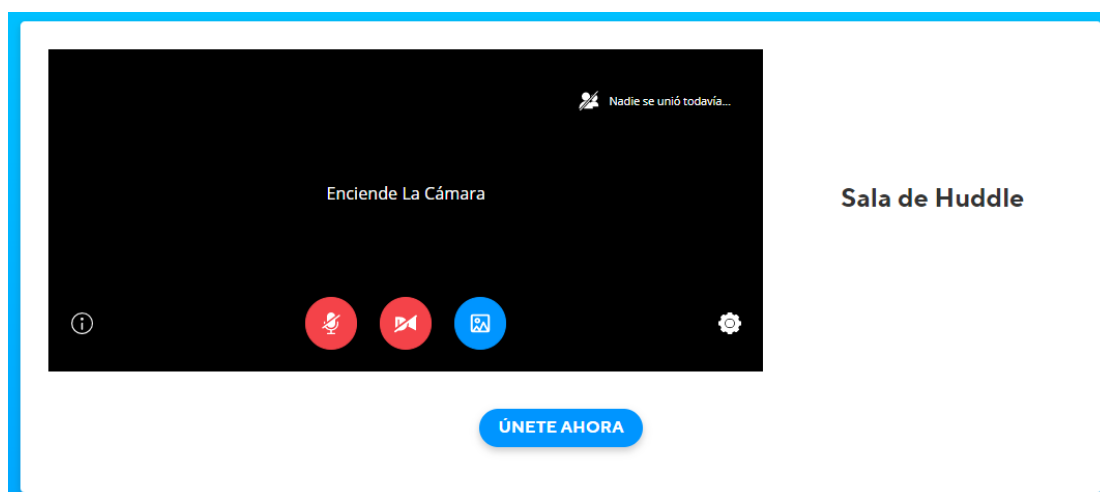 Nadie se unió todavía...
Enciende La Cámara
Sala de Huddle
ÚNETE AHORA